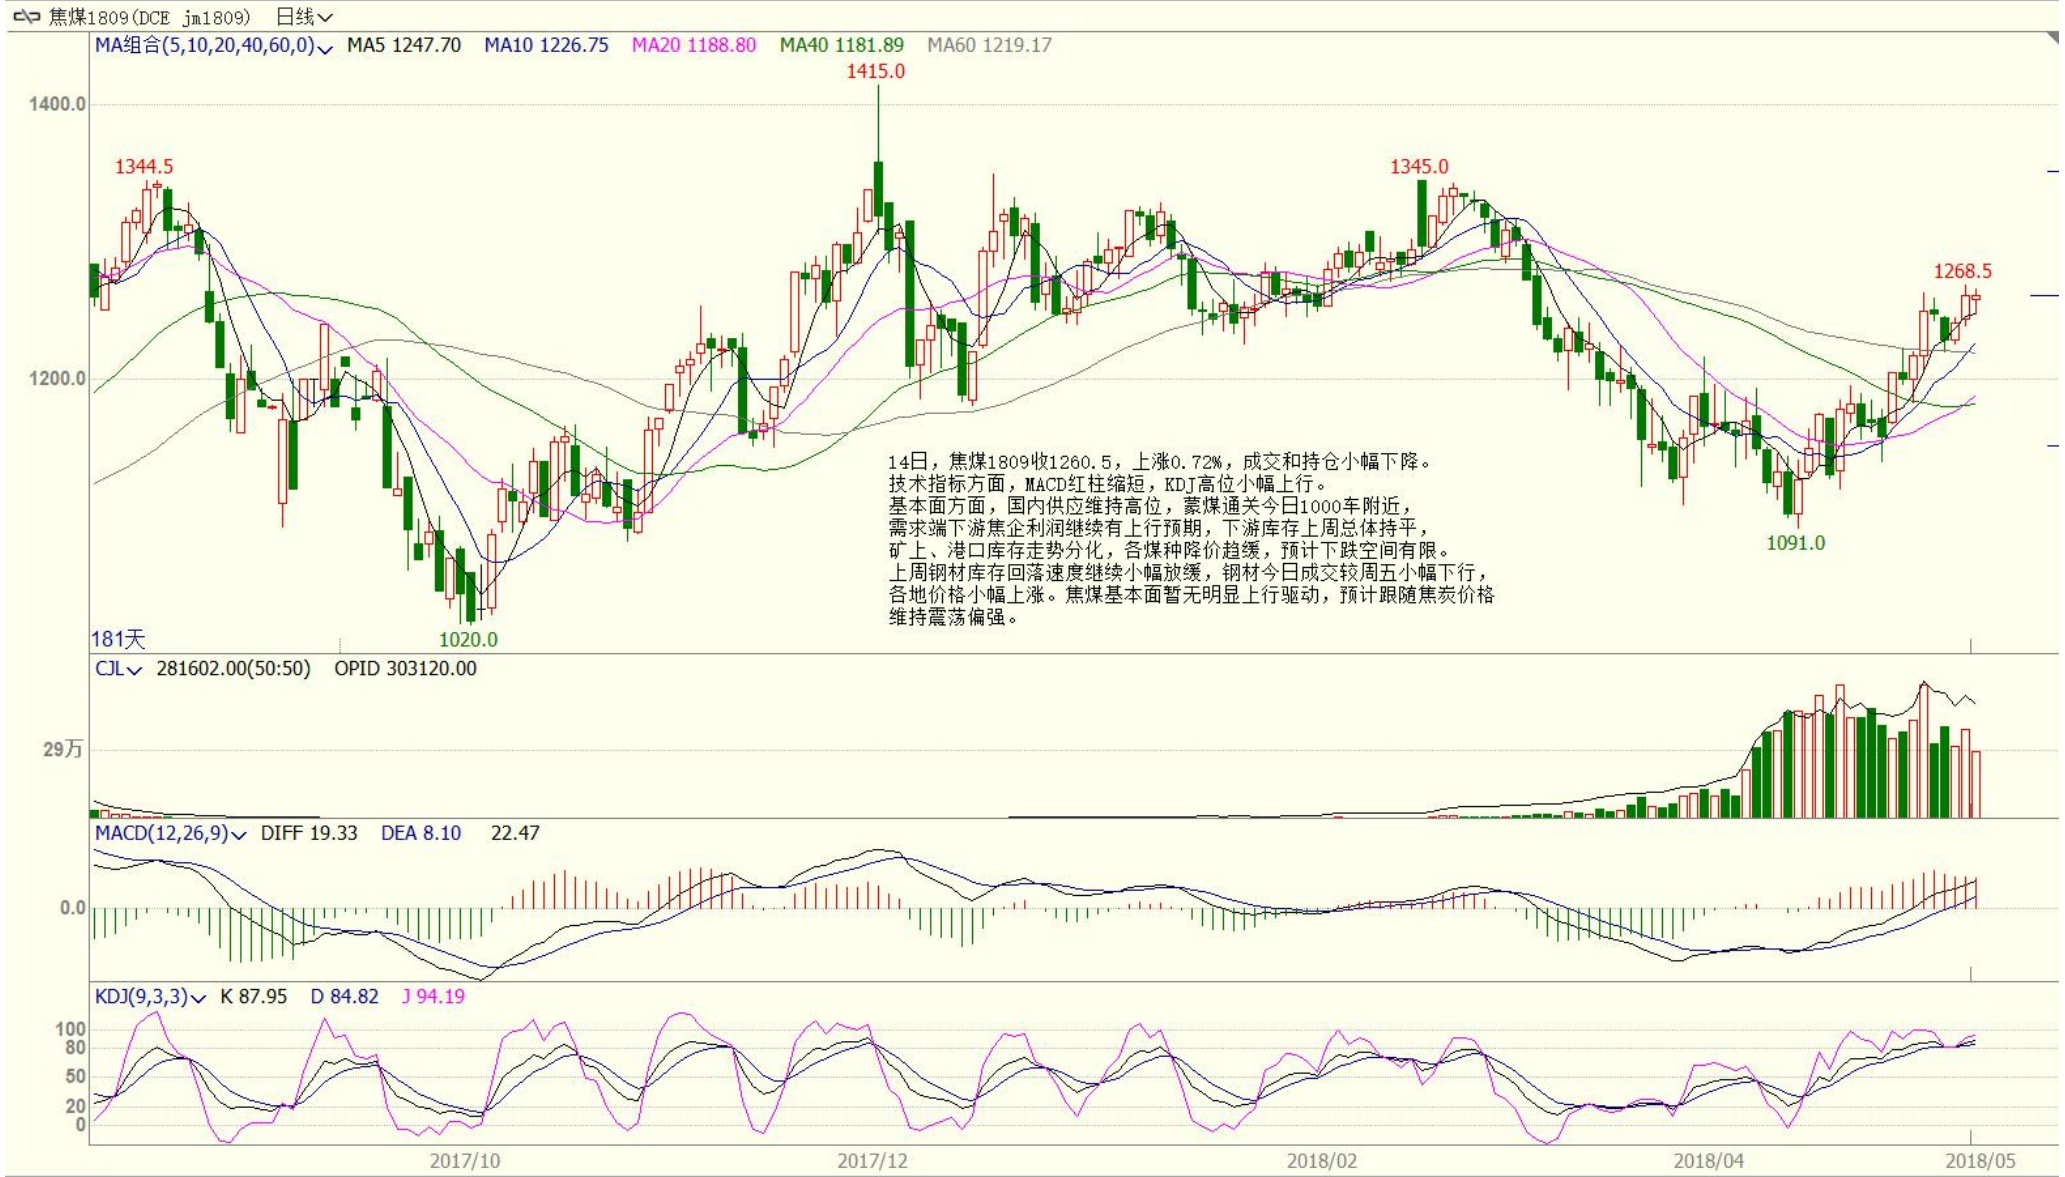 焦煤1809(DCE jm1809) 日线
MA组合(5,10,20,40,60,0) MA5 1247.70 MA10 1226.75 MA20 1188.80 MA40 1181.89 MA60 1219.17
1415.0
1400.0
1344.5
1345.0
1268.5
1200.0
14日，焦煤1809收1260.5，上涨0.72%，成交和持仓小幅下降。
技术指标方面，MACD红柱缩短，KDJ高位小幅上行。
基本面方面，国内供应维持高位，蒙煤通关今日1000车附近，
需求端下游焦企利润继续有上行预期，下游库存上周总体持平，
矿上、港口库存走势分化，各煤种降价趋缓，预计下跌空间有限。
上周钢材库存回落速度继续小幅放缓，钢材今日成交较周五小幅下行，
各地价格小幅上涨。焦煤基本面暂无明显上行驱动，预计跟随焦炭价格
维持震荡偏强。
1091.0
1020.0
181天
CJL 281602.00(50:50) OPID 303120.00
29万
MACD(12,26,9) DIFF 19.33 DEA 8.10 22.47
0.0
KDJ(9,3,3) K 87.95 D 84.82 J 94.19
100
80
50
20
0
2017/10 2017/12 2018/02 2018/04 2018/05